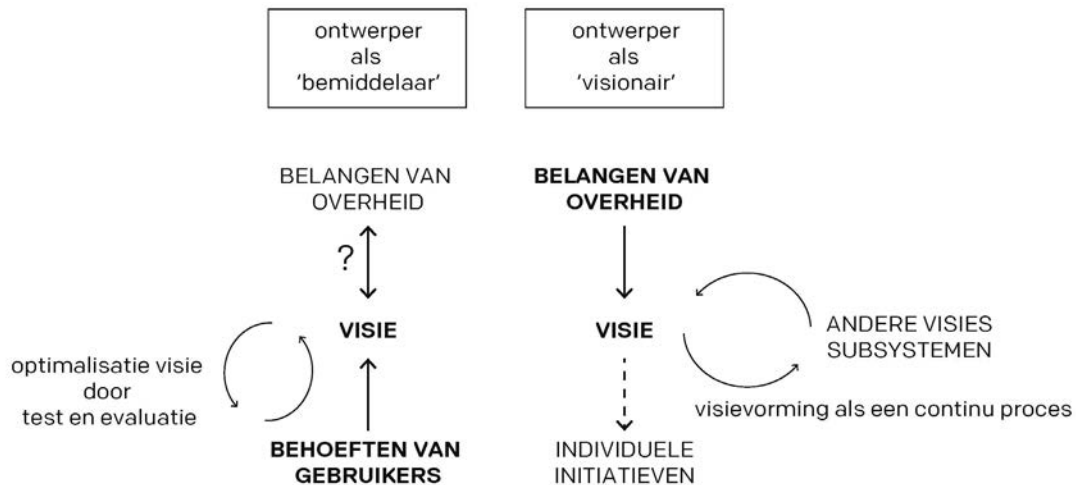 ontwerper
als
‘bemiddelaar’
ontwerper
als
‘visionair’
BELANGEN VAN
OVERHEID
BELANGEN VAN
OVERHEID
?
VISIE
VISIE
ANDERE VISIES
SUBSYSTEMEN
optimalisatie visie
door
test en evaluatie
visievorming als een continu proces
BEHOEFTEN VAN
GEBRUIKERS
INDIVIDUELE
INITIATIEVEN